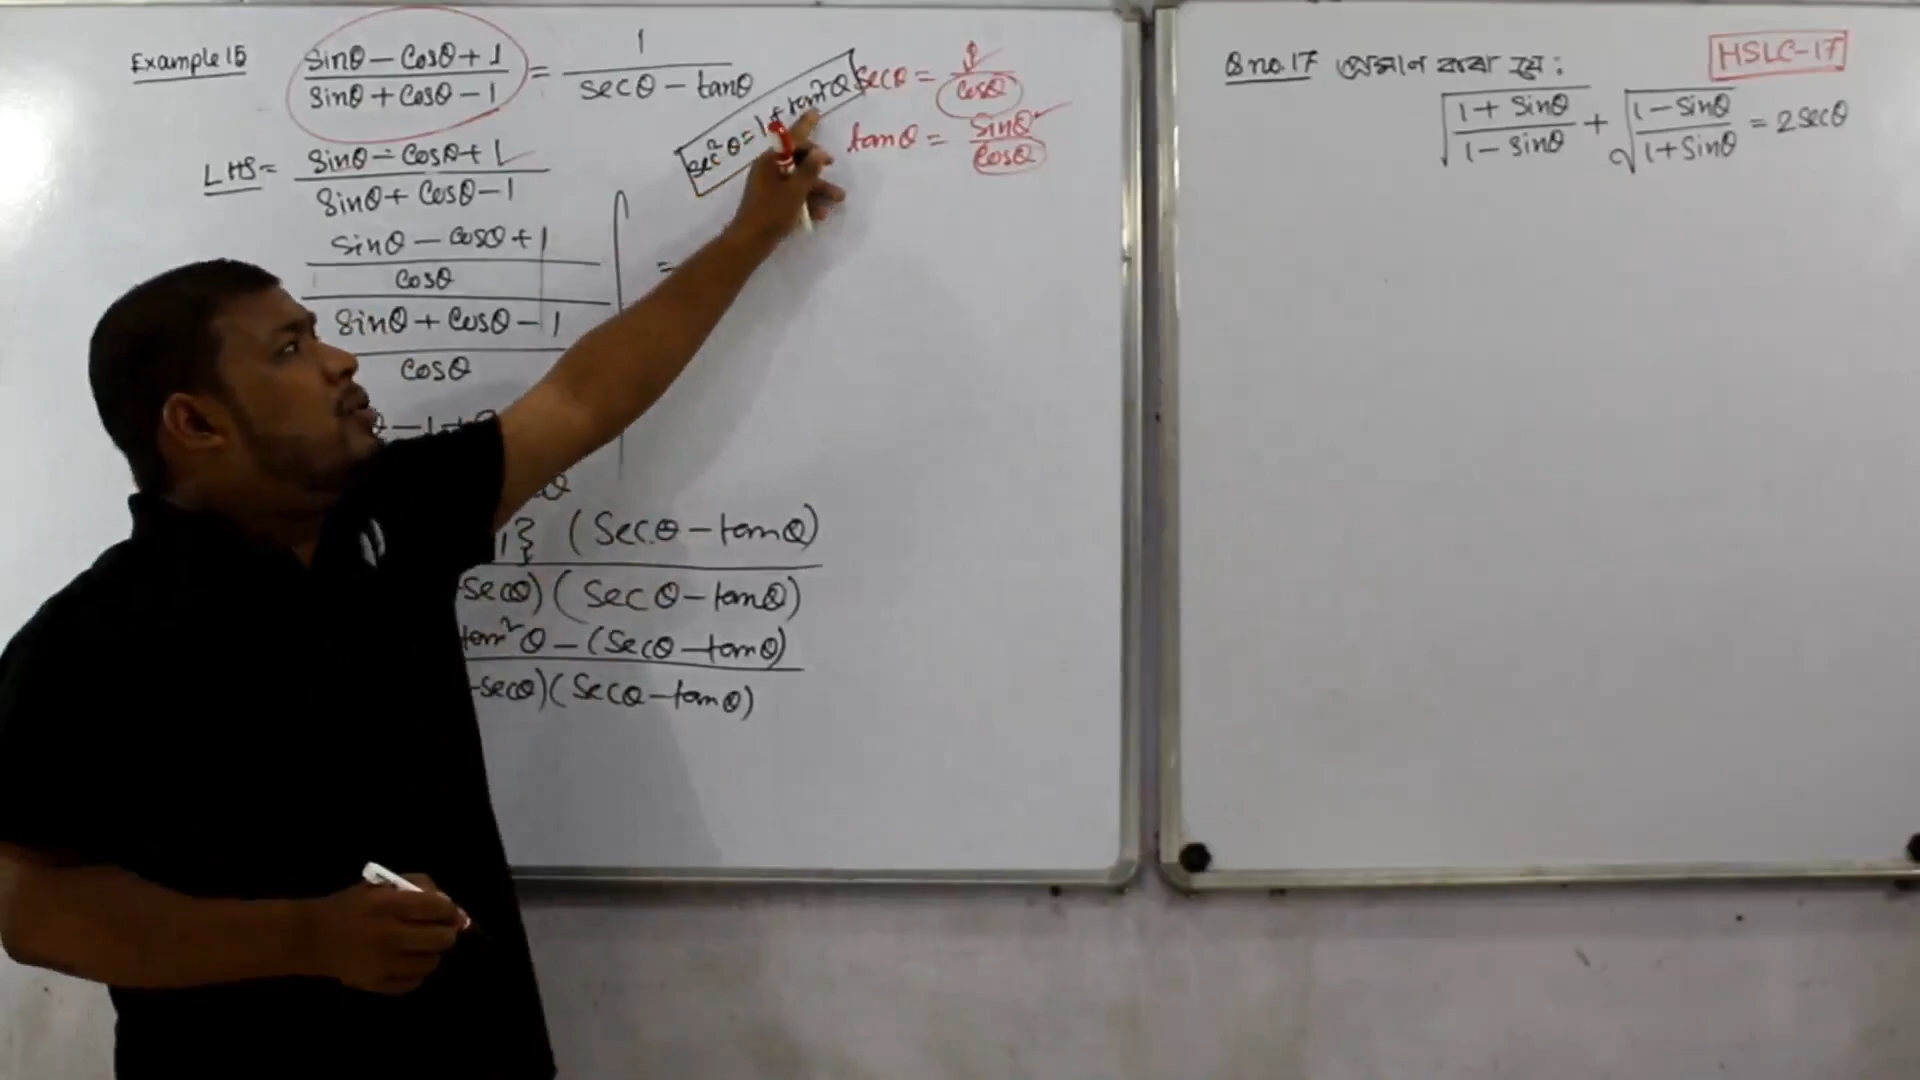 Example 15
sinθ − cosθ + 1 / sinθ + cosθ − 1 = 1 / secθ − tanθ
LHS = sinθ − cosθ + 1 / sinθ + cosθ − 1
sinθ − cosθ + 1
cosθ
sinθ + cosθ − 1
cosθ
1} (secθ − tanθ)
secθ) (secθ − tanθ)
tan²θ − (secθ − tanθ)
−secθ)(secθ − tanθ)
=
sec²θ = 1 + tan²θ
secθ = 1 / cosθ
tanθ = sinθ / cosθ
Q no. 17 প্ৰমাণ কৰা যে :
HSLC-17
√(1 + sinθ / 1 − sinθ) + √(1 − sinθ / 1 + sinθ) = 2secθ